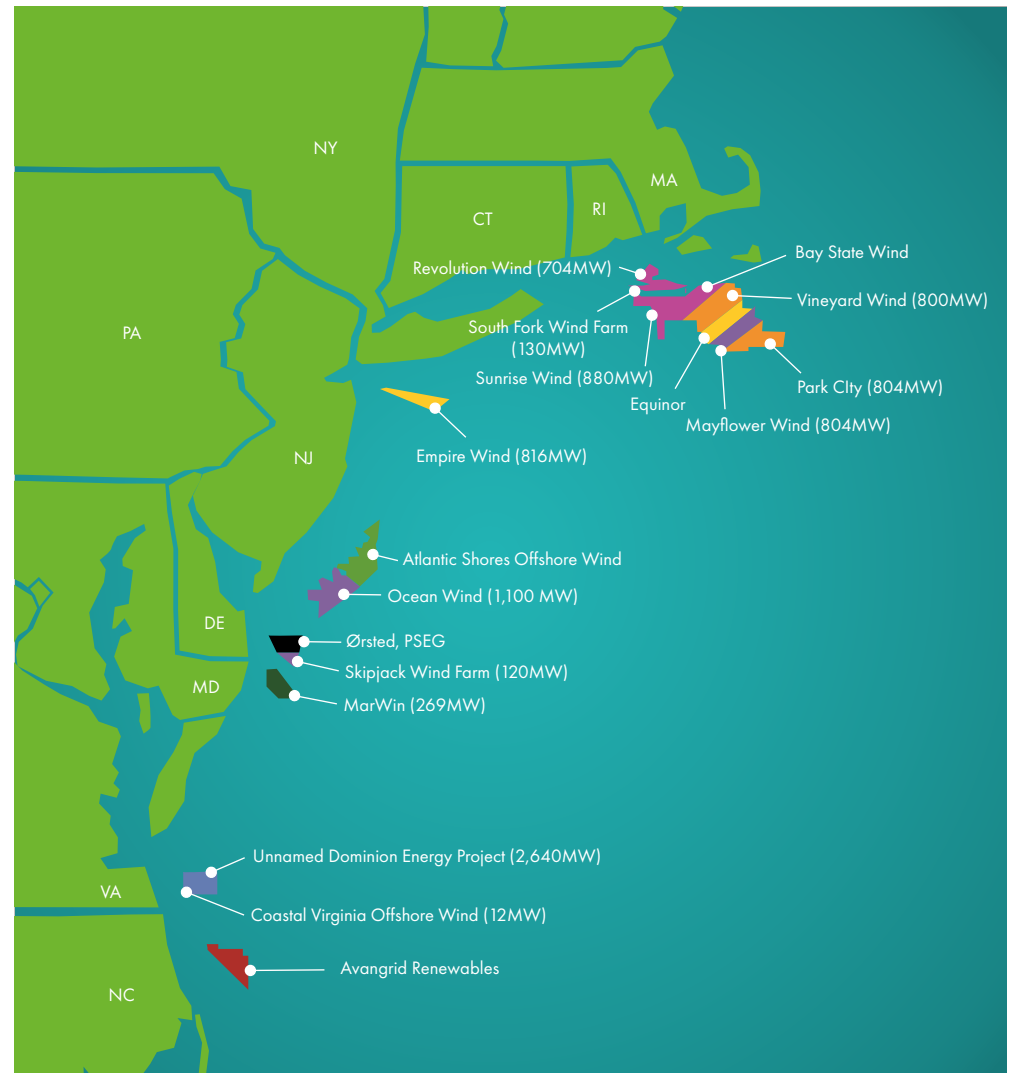 NY
MA
RI
CT
Bay State Wind
Revolution Wind (704MW)
Vineyard Wind (800MW)
South Fork Wind Farm
(130MW)
PA
Sunrise Wind (880MW)
Park CIty (804MW)
Equinor
Mayflower Wind (804MW)
Empire Wind (816MW)
NJ
Atlantic Shores Offshore Wind
Ocean Wind (1,100 MW)
DE
Ørsted, PSEG
Skipjack Wind Farm (120MW)
MD
MarWin (269MW)
Unnamed Dominion Energy Project (2,640MW)
VA
Coastal Virginia Offshore Wind (12MW)
Avangrid Renewables
NC